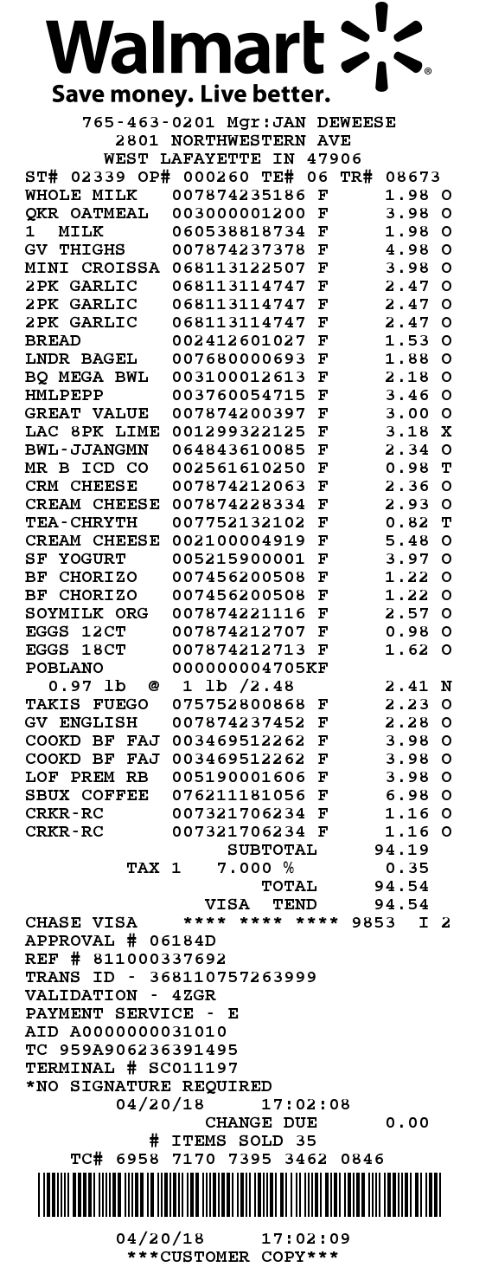 Walmart
Save money. Live better.
765-463-0201 Mgr:JAN DEWEESE
2801 NORTHWESTERN AVE
WEST LAFAYETTE IN 47906
ST# 02339 OP# 000260 TE# 06 TR# 08673
WHOLE MILK 007874235186 F 1.98 O
QKR OATMEAL 003000001200 F 3.98 O
1 MILK 060538818734 F 1.98 O
GV THIGHS 007874237378 F 4.98 O
MINI CROISSA 068113122507 F 3.98 O
2PK GARLIC 068113114747 F 2.47 O
2PK GARLIC 068113114747 F 2.47 O
2PK GARLIC 068113114747 F 2.47 O
BREAD 002412601027 F 1.53 O
LNDR BAGEL 007680000693 F 1.88 O
BQ MEGA BWL 003100012613 F 2.18 O
HMLPEPP 003760054715 F 3.46 O
GREAT VALUE 007874200397 F 3.00 O
LAC 8PK LIME 001299322125 F 3.18 X
BWL-JJANGMN 064843610085 F 2.34 O
MR B ICD CO 002561610250 F 0.98 T
CRM CHEESE 007874212063 F 2.36 O
CREAM CHEESE 007874228334 F 2.93 O
TEA-CHRYTH 007752132102 F 0.82 T
CREAM CHEESE 002100004919 F 5.48 O
SF YOGURT 005215900001 F 3.97 O
BF CHORIZO 007456200508 F 1.22 O
BF CHORIZO 007456200508 F 1.22 O
SOYMILK ORG 007874221116 F 2.57 O
EGGS 12CT 007874212707 F 0.98 O
EGGS 18CT 007874212713 F 1.62 O
POBLANO 000000004705KF
0.97 lb @ 1 lb /2.48 2.41 N
TAKIS FUEGO 075752800868 F 2.23 O
GV ENGLISH 007874237452 F 2.28 O
COOKD BF FAJ 003469512262 F 3.98 O
COOKD BF FAJ 003469512262 F 3.98 O
LOF PREM RB 005190001606 F 3.98 O
SBUX COFFEE 076211181056 F 6.98 O
CRKR-RC 007321706234 F 1.16 O
CRKR-RC 007321706234 F 1.16 O
SUBTOTAL 94.19
TAX 1 7.000 % 0.35
TOTAL 94.54
VISA TEND 94.54
CHASE VISA **** **** **** 9853 I 2
APPROVAL # 06184D
REF # 811000337692
TRANS ID - 368110757263999
VALIDATION - 4ZGR
PAYMENT SERVICE - E
AID A0000000031010
TC 959A906236391495
TERMINAL # SC011197
*NO SIGNATURE REQUIRED
04/20/18 17:02:08
CHANGE DUE 0.00
# ITEMS SOLD 35
TC# 6958 7170 7395 3462 0846
04/20/18 17:02:09
***CUSTOMER COPY***